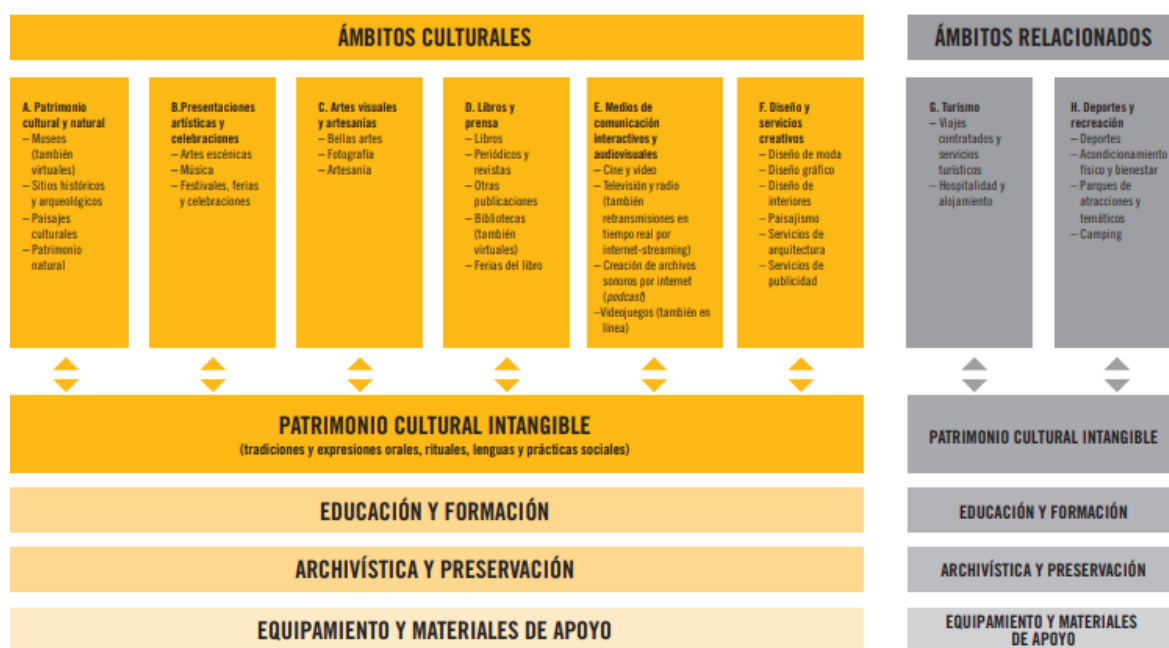 ÁMBITOS CULTURALES
A. Patrimonio
cultural y natural
– Museos
(también
virtuales)
– Sitios históricos
y arqueológicos
– Paisajes
culturales
– Patrimonio
natural
B.Presentaciones
artísticas y
celebraciones
– Artes escénicas
– Música
– Festivales, ferias
y celebraciones
C. Artes visuales
y artesanías
– Bellas artes
– Fotografía
– Artesanía
D. Libros y
prensa
– Libros
– Periódicos y
revistas
– Otras
publicaciones
– Bibliotecas
(también
virtuales)
– Ferias del libro
E. Medios de
comunicación
interactivos y
audiovisuales
– Cine y video
– Televisión y radio
(también
retransmisiones en
tiempo real por
internet-streaming)
– Creación de archivos
sonoros por internet
(podcast)
–Videojuegos (también en
línea)
F. Diseño y
servicios
creativos
– Diseño de moda
– Diseño gráfico
– Diseño de
interiores
– Paisajismo
– Servicios de
arquitectura
– Servicios de
publicidad
PATRIMONIO CULTURAL INTANGIBLE
(tradiciones y expresiones orales, rituales, lenguas y prácticas sociales)
EDUCACIÓN Y FORMACIÓN
ARCHIVÍSTICA Y PRESERVACIÓN
EQUIPAMIENTO Y MATERIALES DE APOYO
ÁMBITOS RELACIONADOS
G. Turismo
– Viajes
contratados y
servicios
turísticos
– Hospitalidad y
alojamiento
H. Deportes y
recreación
– Deportes
– Acondicionamiento
físico y bienestar
– Parques de
atracciones y
temáticos
– Camping
PATRIMONIO CULTURAL INTANGIBLE
EDUCACIÓN Y FORMACIÓN
ARCHIVÍSTICA Y PRESERVACIÓN
EQUIPAMIENTO Y MATERIALES
DE APOYO